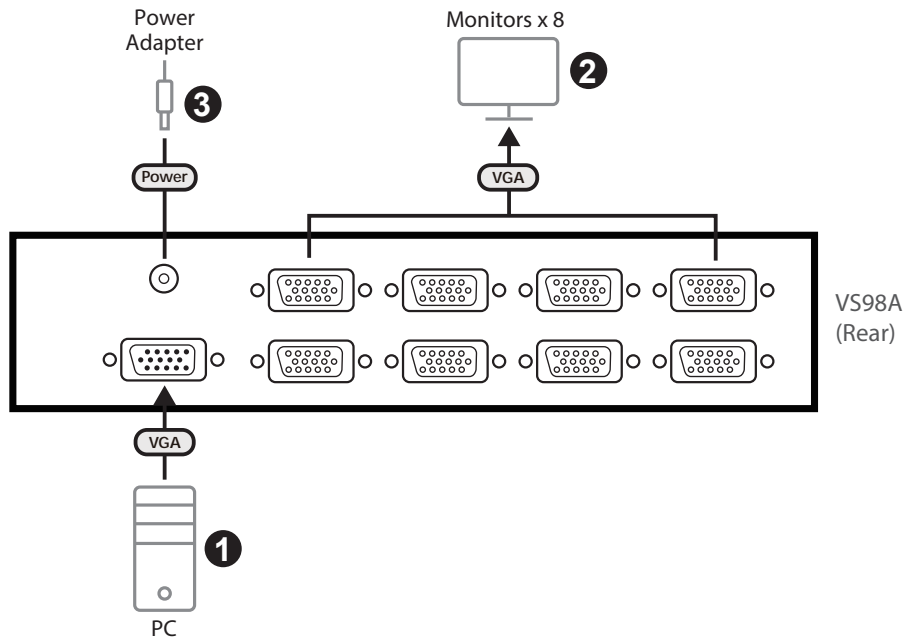 Power
Adapter
Monitors x 8
3
2
Power
VGA
VS98A
(Rear)
VGA
1
PC